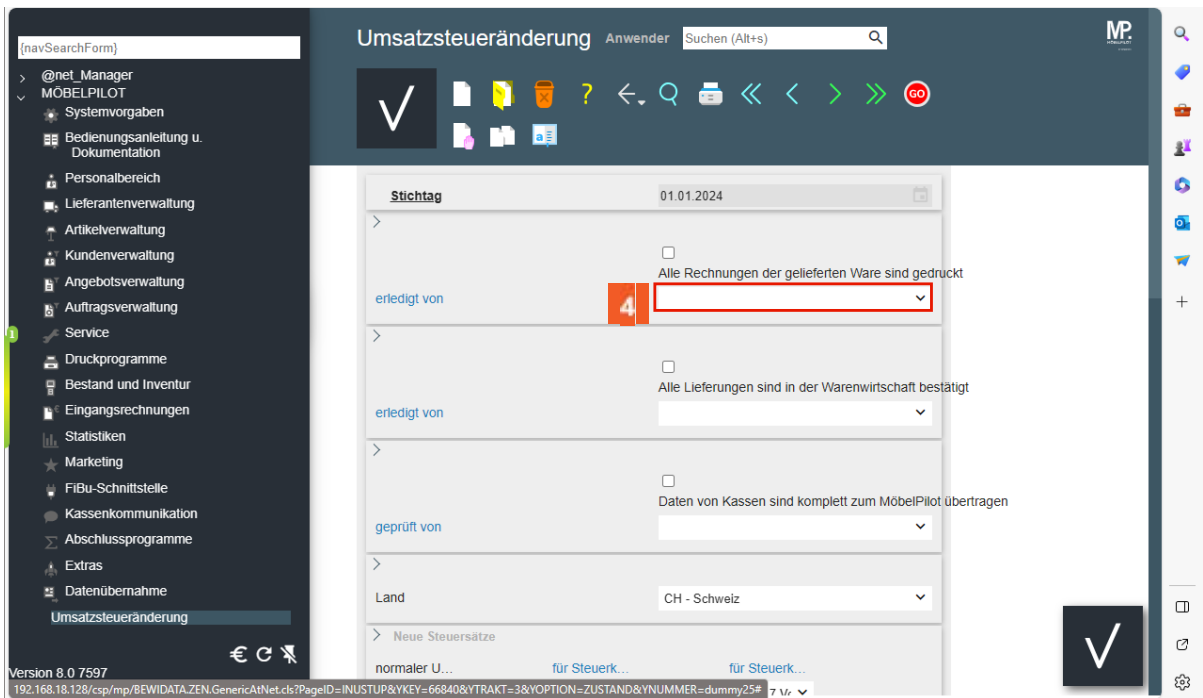 {navSearchForm}
@net_Manager
MÖBELPILOT
Systemvorgaben
Bedienungsanleitung u.
Dokumentation
Personalbereich
Lieferantenverwaltung
Artikelverwaltung
Kundenverwaltung
Angebotsverwaltung
Auftragsverwaltung
1
Service
Druckprogramme
Bestand und Inventur
Eingangsrechnungen
Statistiken
Marketing
FiBu-Schnittstelle
Kassenkommunikation
Abschlussprogramme
Extras
Datenübernahme
Umsatzsteueränderung
Version 8.0 7597
192.168.18.128/csp/mp/BEWIDATA.ZEN.GenericAtNet.cls?PageID=INUSTUP&YKEY=66840&YTRAKT=3&YOPTION=ZUSTAND&YNUMMER=dummy25#
Umsatzsteueränderung Anwender Suchen (Alt+s)
MP.
GO
Stichtag 01.01.2024
Alle Rechnungen der gelieferten Ware sind gedruckt
erledigt von 4
Alle Lieferungen sind in der Warenwirtschaft bestätigt
erledigt von
Daten von Kassen sind komplett zum MöbelPilot übertragen
geprüft von
Land CH - Schweiz
Neue Steuersätze
normaler U... für Steuerk... für Steuerk...